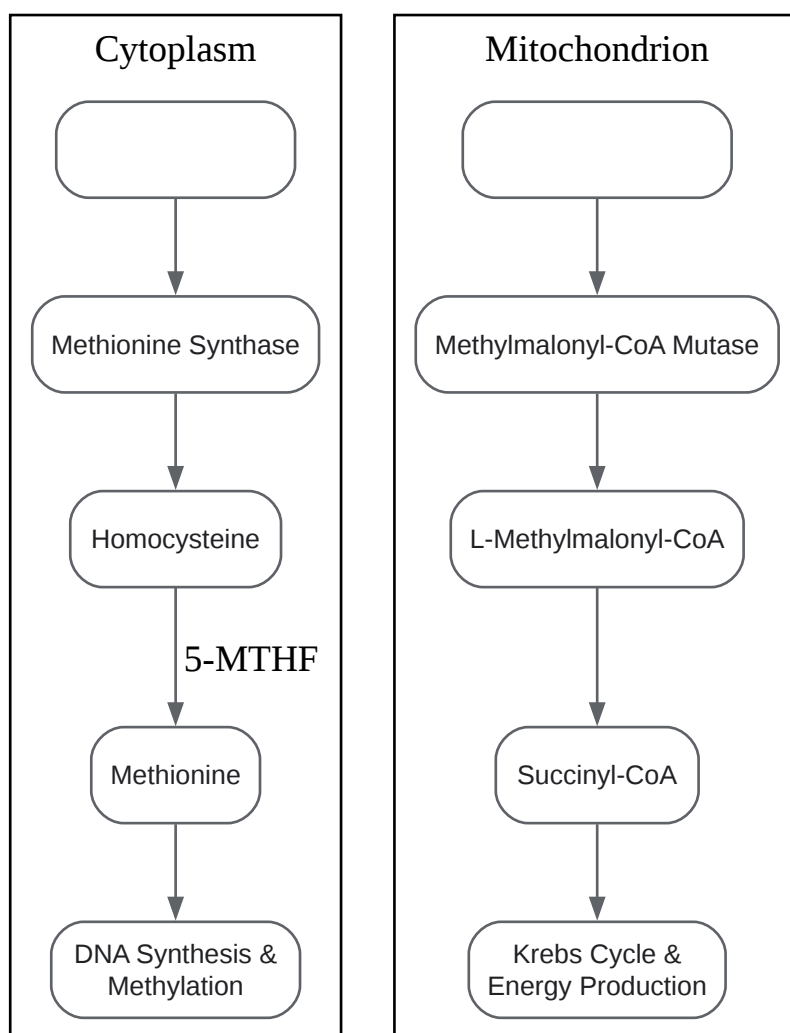 Cytoplasm
Methionine Synthase
Homocysteine
5-MTHF
Methionine
DNA Synthesis &
Methylation
Mitochondrion
Methylmalonyl-CoA Mutase
L-Methylmalonyl-CoA
Succinyl-CoA
Krebs Cycle &
Energy Production